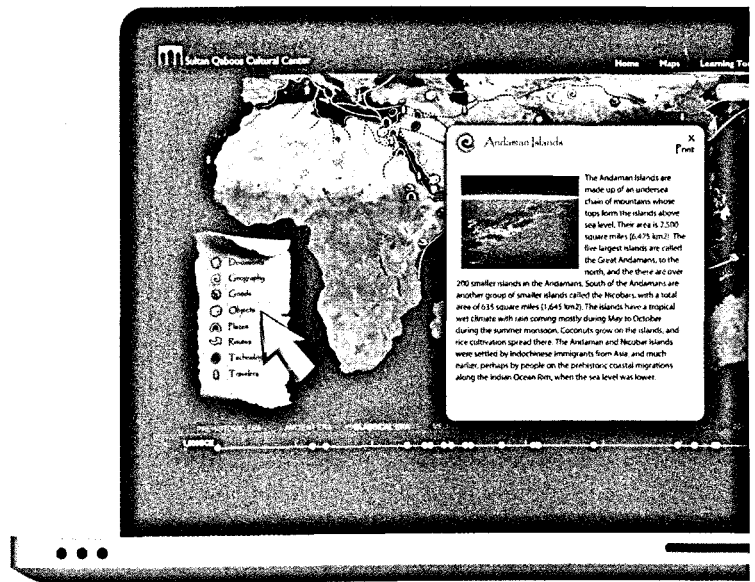 Sultan Qaboos Cultural Center
Home Maps Learning
Andaman Islands
X
Print
The Andaman Islands are
made up of an undersea
chain of mountains whose
tops form the islands above
sea level. Their area is 2,500
square miles (6,475 km2). The
five largest islands are called
the Great Andamans, to the
north, and the there are over
200 smaller islands in the Andamans. South of the Andamans are
another group of smaller islands called the Nicobars, with a total
area of 635 square miles (1,645 km2). The islands have a tropical
wet climate with rain coming mostly during May to October
during the summer monsoon. Coconuts grow on the islands, and
rice cultivation spread there. The Andaman and Nicobar Islands
were settled by Indochinese immigrants from Asia, and much
earlier, perhaps by people on the prehistoric coastal migrations
along the Indian Ocean Rim, when the sea level was lower.
Geography
Goods
Objects
Places
Routes
Travelers